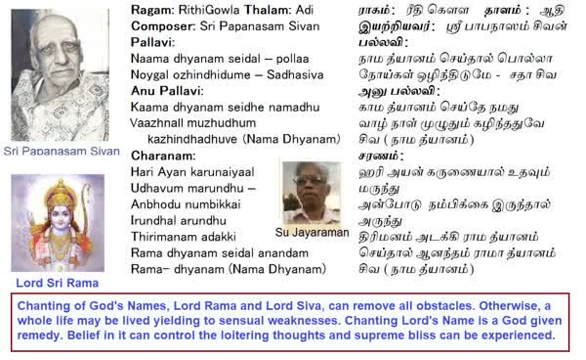 Ragam: RithiGowla Thalam: Adi
Composer: Sri Papanasam Sivan
Pallavi:
Naama dhyanam seidal – pollaa
Noygal ozhindhidume – Sadhasiva
Anu Pallavi:
Kaama dhyanam seidhe namadhu
Vaazhnall muzhudhum
kazhindhadhuve (Nama Dhyanam)
Charanam:
Hari Ayan karunaiyaal
Udhavum marundhu –
Anbhodu numbikkai
Irundhal arundhu
Thirimanam adakki
Rama dhyanam seidal anandam
Rama– dhyanam (Nama Dhyanam)
ராகம்: ரீதி கௌள தாளம்: ஆதி
இயற்றியவர்: ஸ்ரீ பாபநாஸம் சிவன்
பல்லவி:
நாம த்யானம் செய்தால் பொல்லா
நோய்கள் ஒழிந்திடுமே - சதா சிவ
அனு பல்லவி:
காம த்யானம் செய்தே நமது
வாழ் நாள் முழுதும் கழிந்ததுவே
சிவ (நாம த்யானம்)
சரணம்:
ஹரி அயன் கருணையால் உதவும்
மருந்து
அன்போடு நம்பிக்கை இருந்தால்
அருந்து
திரிமனம் அடக்கி ராம த்யானம்
செய்தால் ஆனந்தம் ராமா த்யானம்
சிவ (நாம த்யானம்)
Sri Papanasam Sivan
Su Jayaraman
Lord Sri Rama
Chanting of God's Names, Lord Rama and Lord Siva, can remove all obstacles. Otherwise, a
whole life may be lived yielding to sensual weaknesses. Chanting Lord's Name is a God given
remedy. Belief in it can control the loitering thoughts and supreme bliss can be experienced.